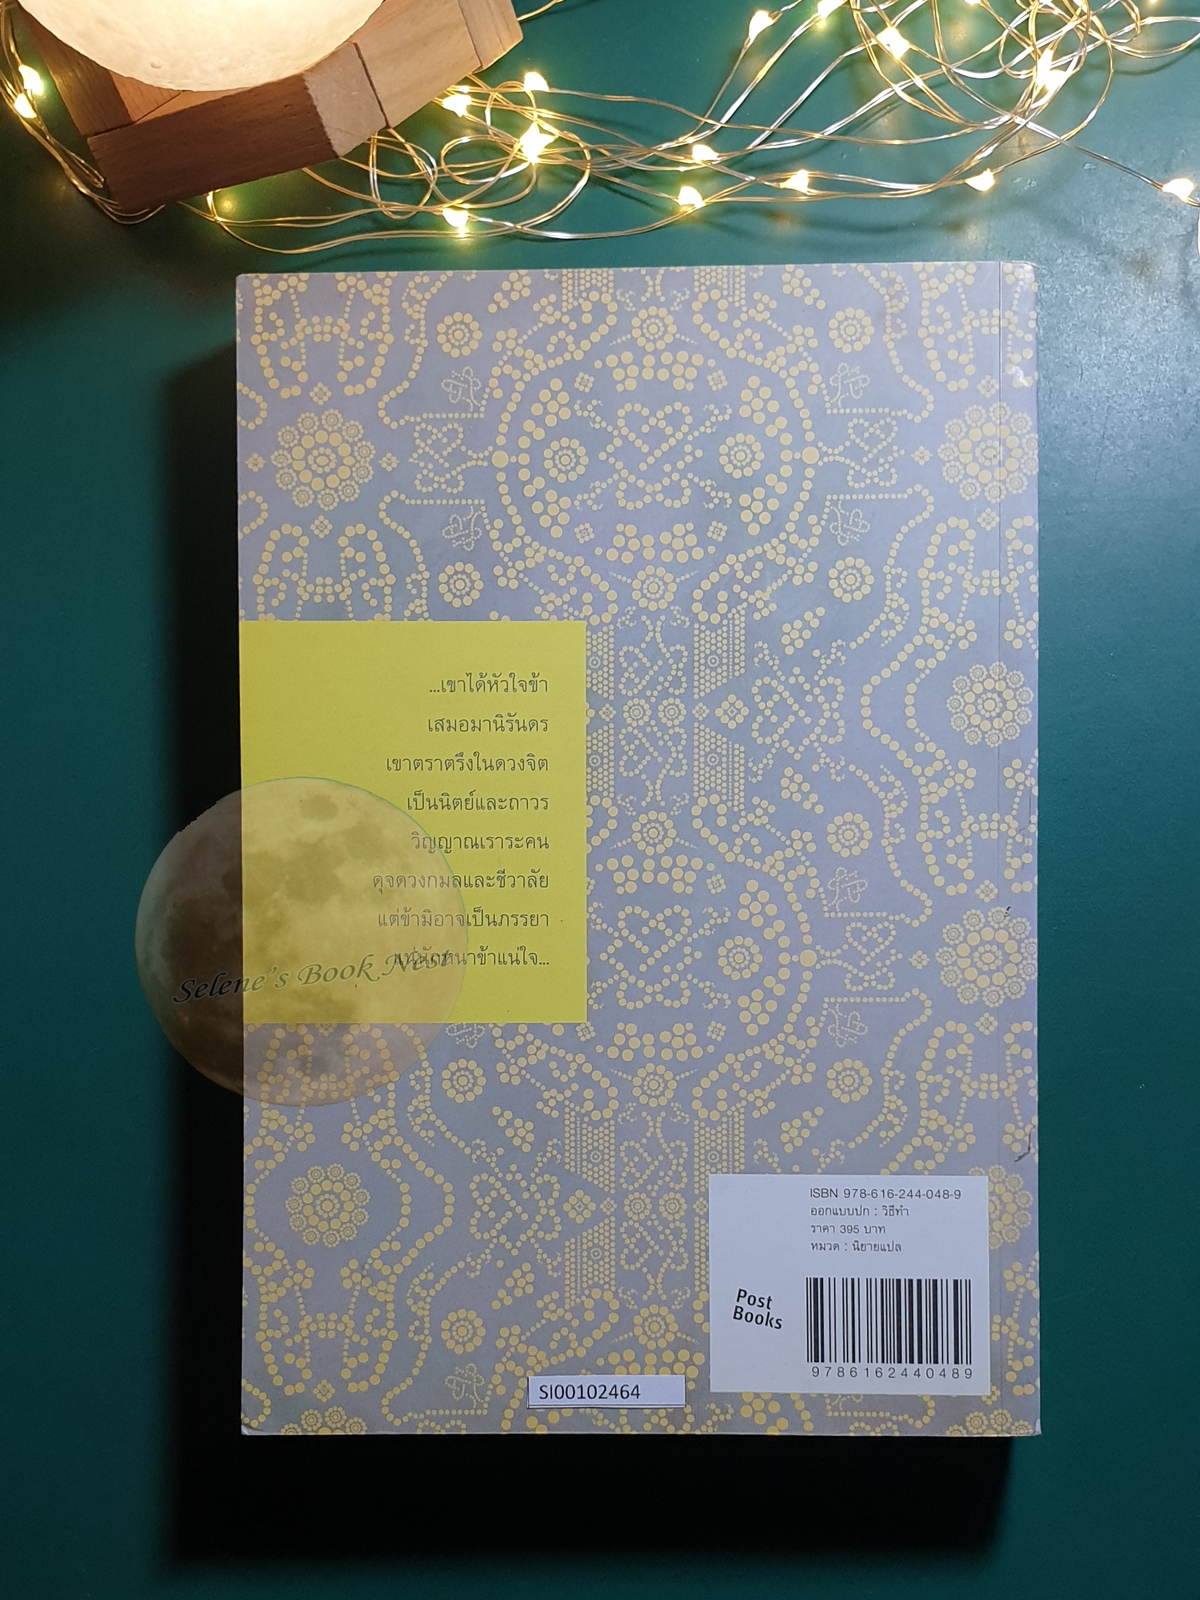 ...เขาได้หัวใจข้า
เสมอมานิรันดร
เขาตราตรึงในดวงจิต
เป็นนิตย์และถาวร
วิญญาณเราระคน
ดุจดวงกมลและชีวาลัย
แต่ข้ามิอาจเป็นภรรยา
ข้าแน่ใจ...
Selene's Book Nest
ISBN 978-616-244-048-9
ออกแบบปก : วิธีทำ
ราคา 395 บาท
หมวด : นิยายแปล
Post
Books
9786162440489
SI00102464